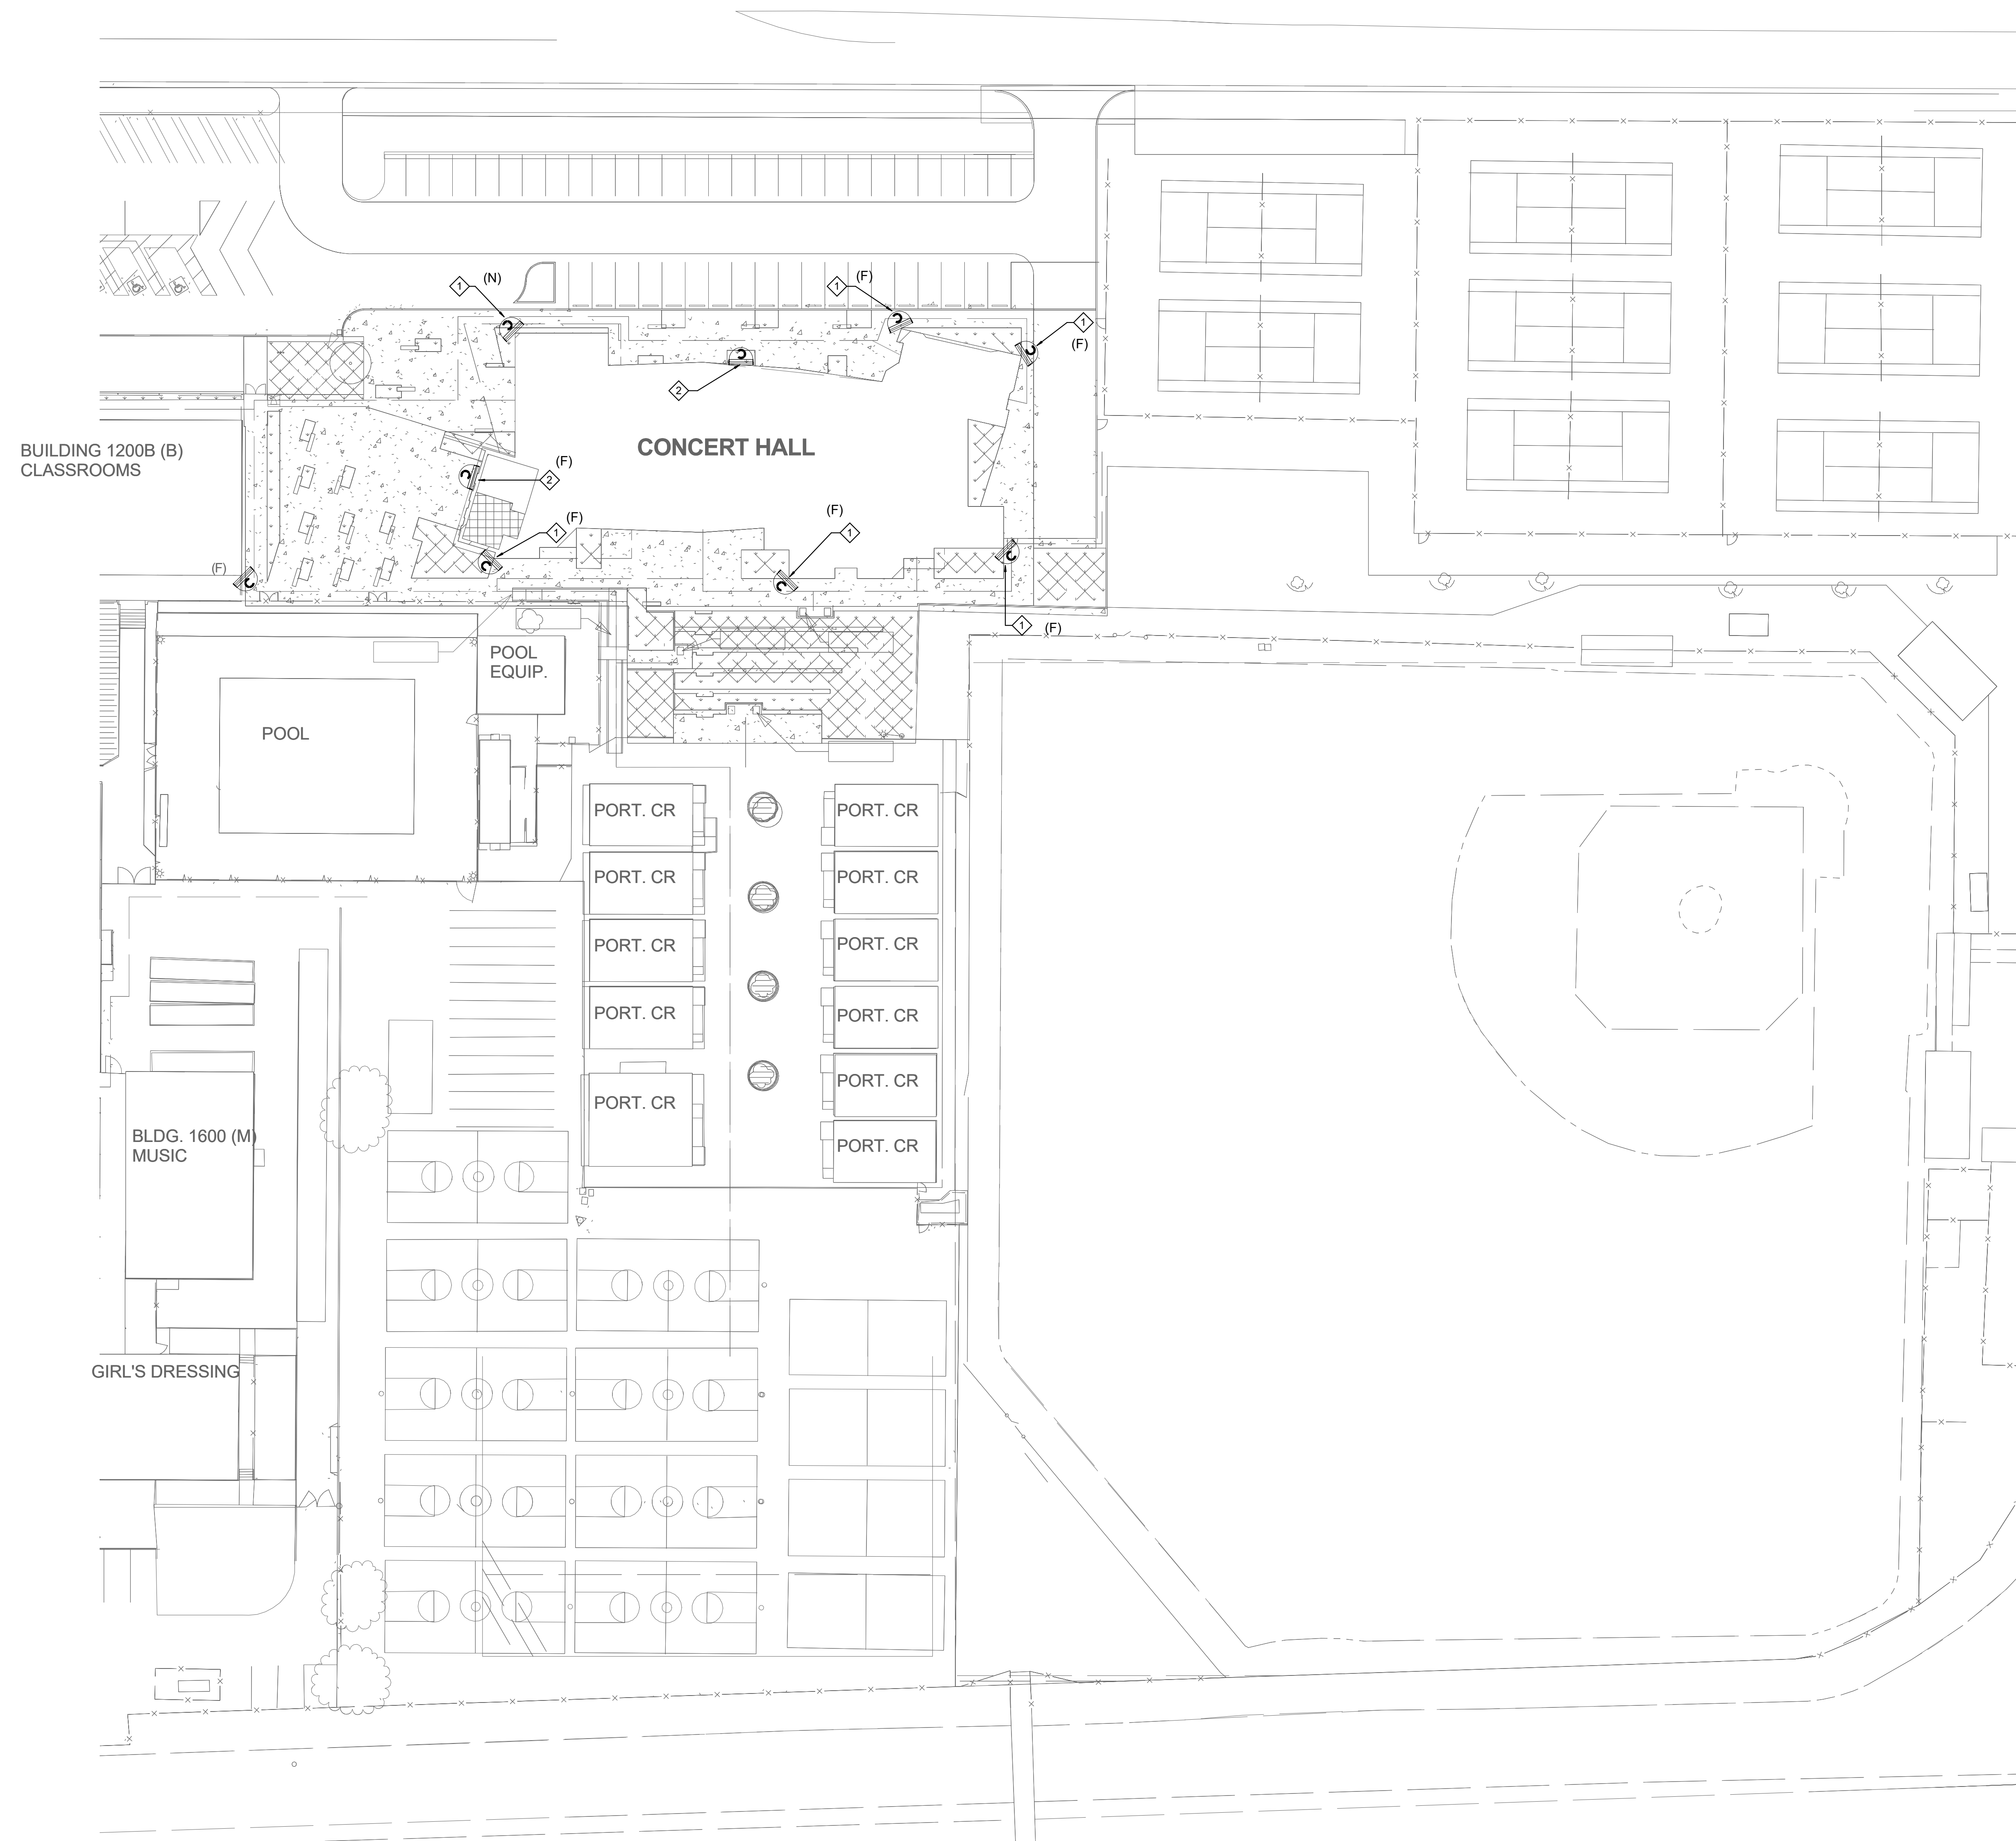 (N)
1
(F)
1
1
(F)
2
CONCERT HALL
BUILDING 1200B (B)
CLASSROOMS
(F)
2
(F)
1
(F)
1
(F)
1
(F)
POOL
EQUIP.
POOL
PORT. CR
PORT. CR
PORT. CR
PORT. CR
PORT. CR
PORT. CR
PORT. CR
PORT. CR
PORT. CR
PORT. CR
PORT. CR
BLDG. 1600 (M)
MUSIC
GIRL'S DRESSING